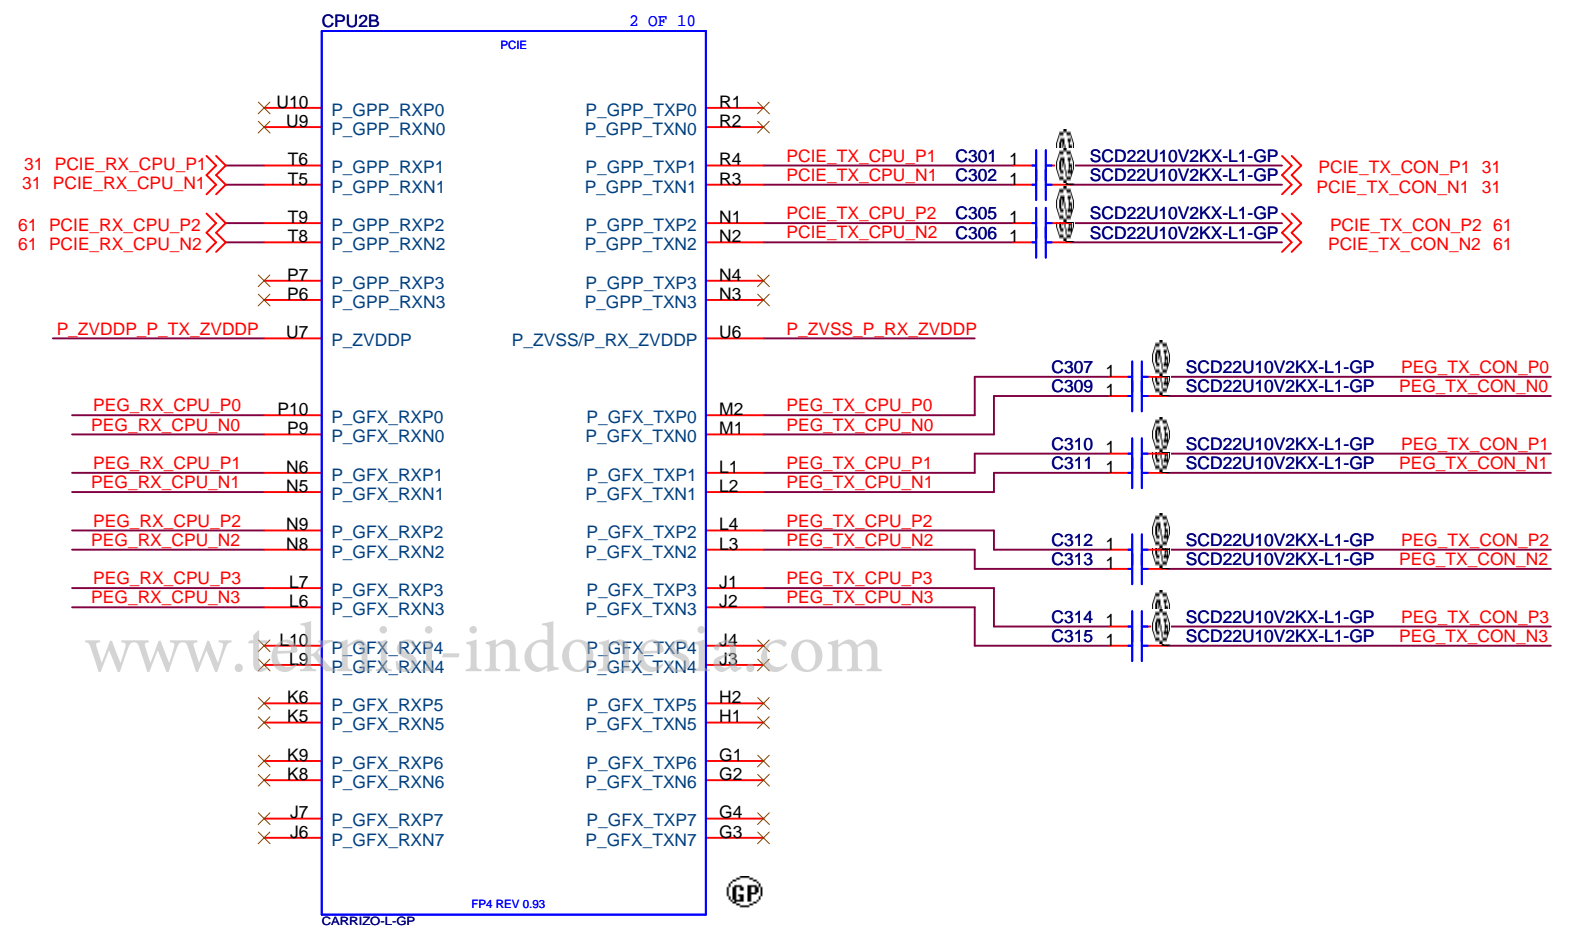 CPU2B 2 OF 10
PCIE
U10 P_GPP_RXP0 P_GPP_TXP0 R1
U9 P_GPP_RXN0 P_GPP_TXN0 R2
31 PCIE_RX_CPU_P1 T6 P_GPP_RXP1 P_GPP_TXP1 R4 PCIE_TX_CPU_P1 C301 1 SCD22U10V2KX-L1-GP PCIE_TX_CON_P1 31
31 PCIE_RX_CPU_N1 T5 P_GPP_RXN1 P_GPP_TXN1 R3 PCIE_TX_CPU_N1 C302 1 SCD22U10V2KX-L1-GP PCIE_TX_CON_N1 31
61 PCIE_RX_CPU_P2 T9 P_GPP_RXP2 P_GPP_TXP2 N1 PCIE_TX_CPU_P2 C305 1 SCD22U10V2KX-L1-GP PCIE_TX_CON_P2 61
61 PCIE_RX_CPU_N2 T8 P_GPP_RXN2 P_GPP_TXN2 N2 PCIE_TX_CPU_N2 C306 1 SCD22U10V2KX-L1-GP PCIE_TX_CON_N2 61
P7 P_GPP_RXP3 P_GPP_TXP3 N4
P6 P_GPP_RXN3 P_GPP_TXN3 N3
P_ZVDDP_P_TX_ZVDDP U7 P_ZVDDP P_ZVSS/P_RX_ZVDDP U6 P_ZVSS_P_RX_ZVDDP
C307 1 SCD22U10V2KX-L1-GP PEG_TX_CON_P0
C309 1 SCD22U10V2KX-L1-GP PEG_TX_CON_N0
PEG_RX_CPU_P0 P10 P_GFX_RXP0 P_GFX_TXP0 M2 PEG_TX_CPU_P0
PEG_RX_CPU_N0 P9 P_GFX_RXN0 P_GFX_TXN0 M1 PEG_TX_CPU_N0
C310 1 SCD22U10V2KX-L1-GP PEG_TX_CON_P1
C311 1 SCD22U10V2KX-L1-GP PEG_TX_CON_N1
PEG_RX_CPU_P1 N6 P_GFX_RXP1 P_GFX_TXP1 L1 PEG_TX_CPU_P1
PEG_RX_CPU_N1 N5 P_GFX_RXN1 P_GFX_TXN1 L2 PEG_TX_CPU_N1
PEG_RX_CPU_P2 N9 P_GFX_RXP2 P_GFX_TXP2 L4 PEG_TX_CPU_P2
PEG_RX_CPU_N2 N8 P_GFX_RXN2 P_GFX_TXN2 L3 PEG_TX_CPU_N2
C312 1 SCD22U10V2KX-L1-GP PEG_TX_CON_P2
C313 1 SCD22U10V2KX-L1-GP PEG_TX_CON_N2
PEG_RX_CPU_P3 L7 P_GFX_RXP3 P_GFX_TXP3 J1 PEG_TX_CPU_P3
PEG_RX_CPU_N3 L6 P_GFX_RXN3 P_GFX_TXN3 J2 PEG_TX_CPU_N3
C314 1 SCD22U10V2KX-L1-GP PEG_TX_CON_P3
C315 1 SCD22U10V2KX-L1-GP PEG_TX_CON_N3
L10 P_GFX_RXP4 P_GFX_TXP4 J4
www.teknisi-indonesia.com
L9 P_GFX_RXN4 P_GFX_TXN4 J3
K6 P_GFX_RXP5 P_GFX_TXP5 H2
K5 P_GFX_RXN5 P_GFX_TXN5 H1
K9 P_GFX_RXP6 P_GFX_TXP6 G1
K8 P_GFX_RXN6 P_GFX_TXN6 G2
J7 P_GFX_RXP7 P_GFX_TXP7 G4
J6 P_GFX_RXN7 P_GFX_TXN7 G3
GP
FP4 REV 0.93
CARRIZO-L-GP